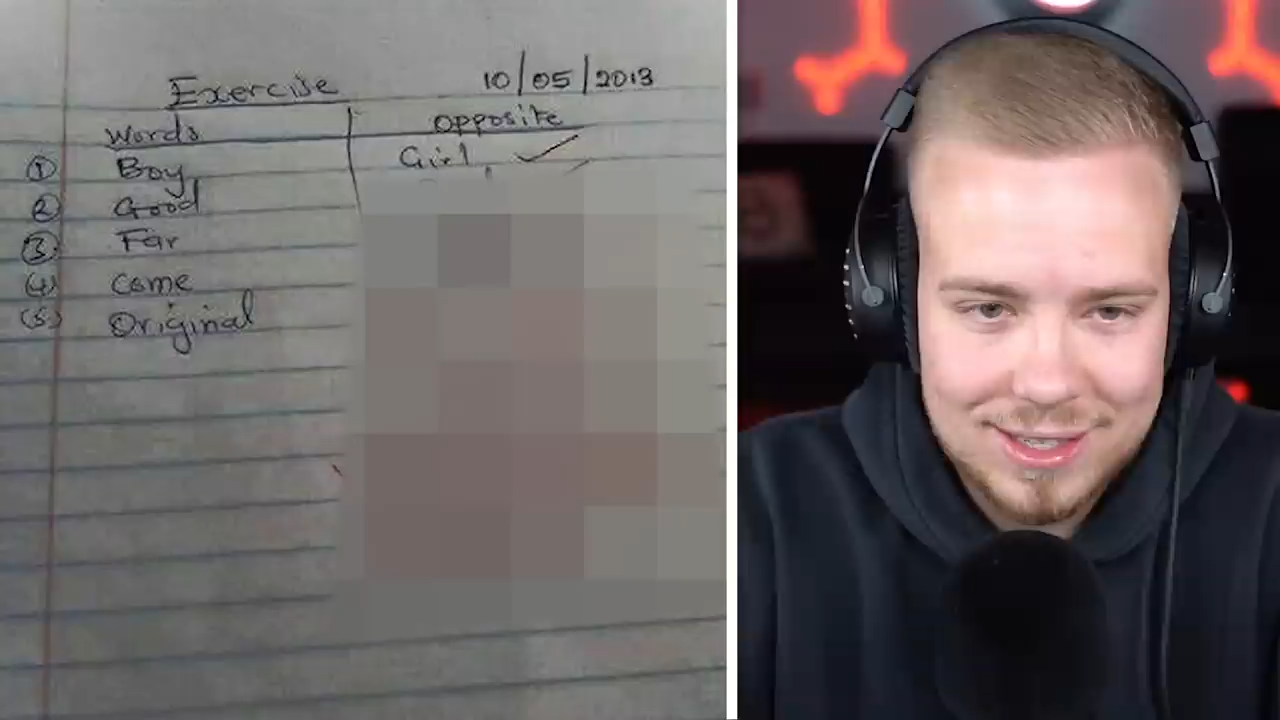 Exercise 10/05/2013
Words Opposite
① Boy Girl
② Good
③ Far
(4) Come
(5) Original